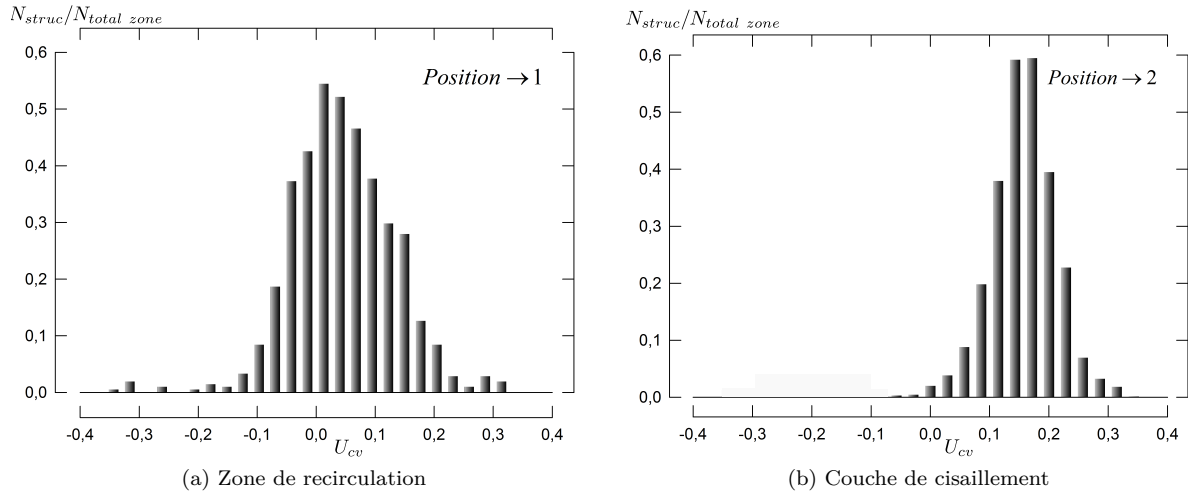 N_struc/N_total zone
Position → 1
0,6
0,5
0,4
0,3
0,2
0,1
0,0
-0,4 -0,3 -0,2 -0,1 0,0 0,1 0,2 0,3 0,4
U_cv
(a) Zone de recirculation
N_struc/N_total zone
Position → 2
0,6
0,5
0,4
0,3
0,2
0,1
0,0
-0,4 -0,3 -0,2 -0,1 0,0 0,1 0,2 0,3 0,4
U_cv
(b) Couche de cisaillement